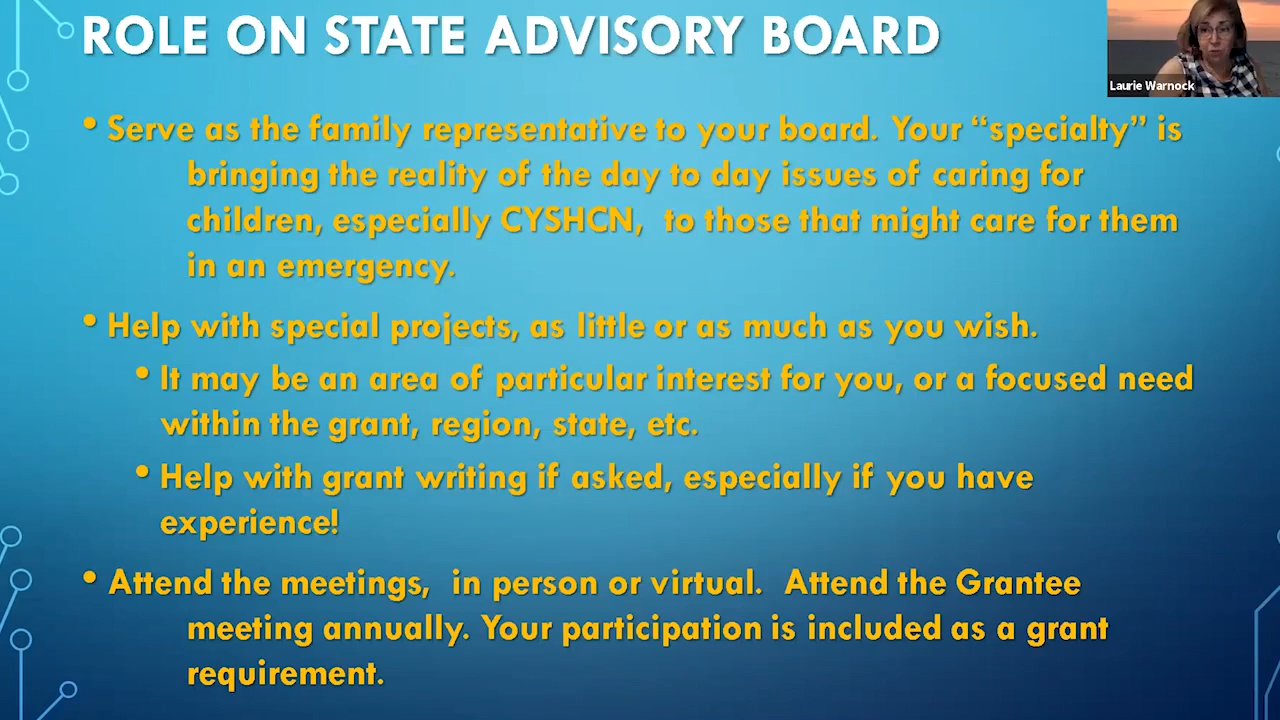 ROLE ON STATE ADVISORY BOARD
Laurie Warnock
• Serve as the family representative to your board. Your “specialty” is
bringing the reality of the day to day issues of caring for
children, especially CYSHCN, to those that might care for them
in an emergency.
• Help with special projects, as little or as much as you wish.
• It may be an area of particular interest for you, or a focused need
within the grant, region, state, etc.
• Help with grant writing if asked, especially if you have
experience!
• Attend the meetings, in person or virtual. Attend the Grantee
meeting annually. Your participation is included as a grant
requirement.